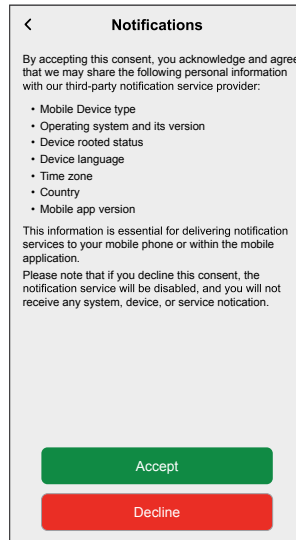 Notifications
By accepting this consent, you acknowledge and agree
that we may share the following personal information
with our third-party notification service provider:
• Mobile Device type
• Operating system and its version
• Device rooted status
• Device language
• Time zone
• Country
• Mobile app version
This information is essential for delivering notification
services to your mobile phone or within the mobile
application.
Please note that if you decline this consent, the
notification service will be disabled, and you will not
receive any system, device, or service notication.
Accept
Decline